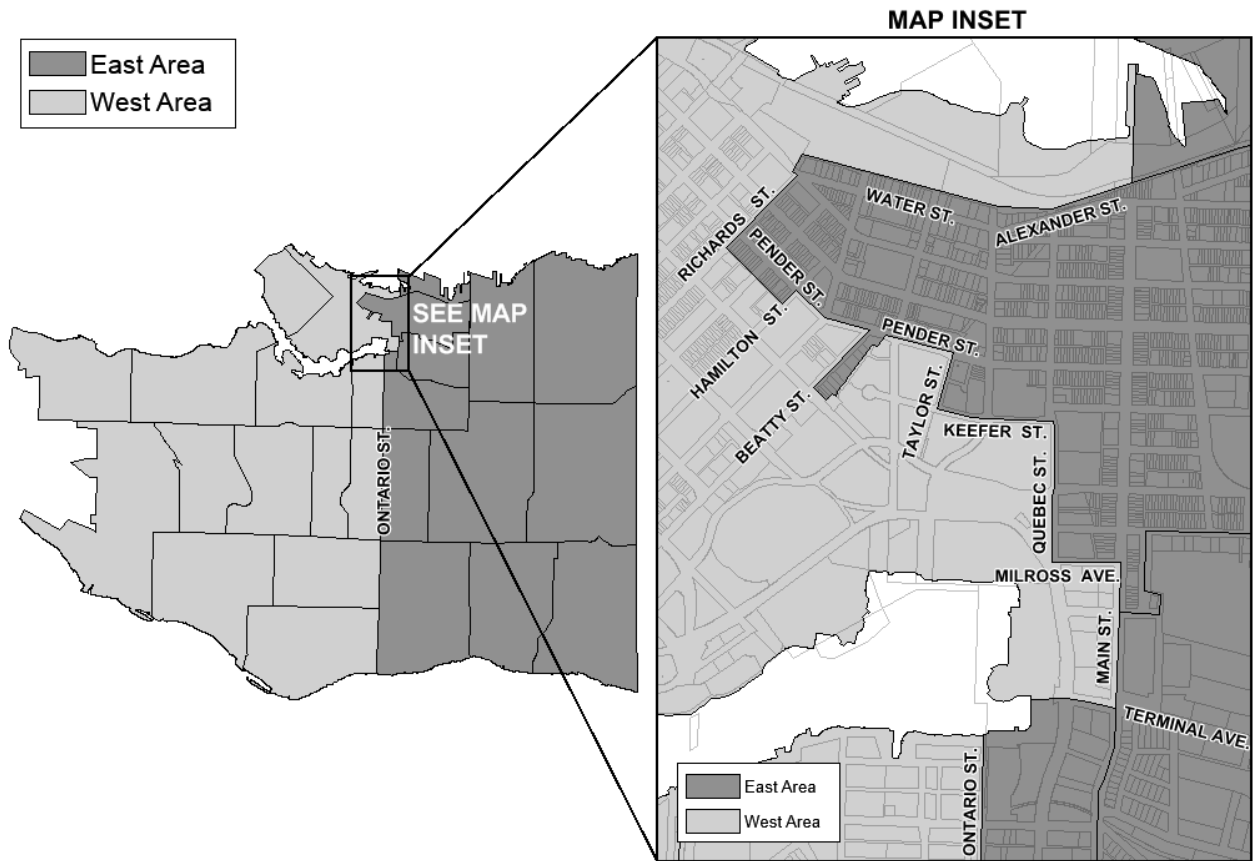 MAP INSET
East Area
West Area
SEE MAP
INSET
ONTARIO ST.
RICHARDS ST.
WATER ST.
ALEXANDER ST.
PENDER ST.
HAMILTON ST.
PENDER ST.
BEATTY ST.
TAYLOR ST.
KEEFER ST.
QUEBEC ST.
MILROSS AVE.
MAIN ST.
TERMINAL AVE.
ONTARIO ST.
East Area
West Area